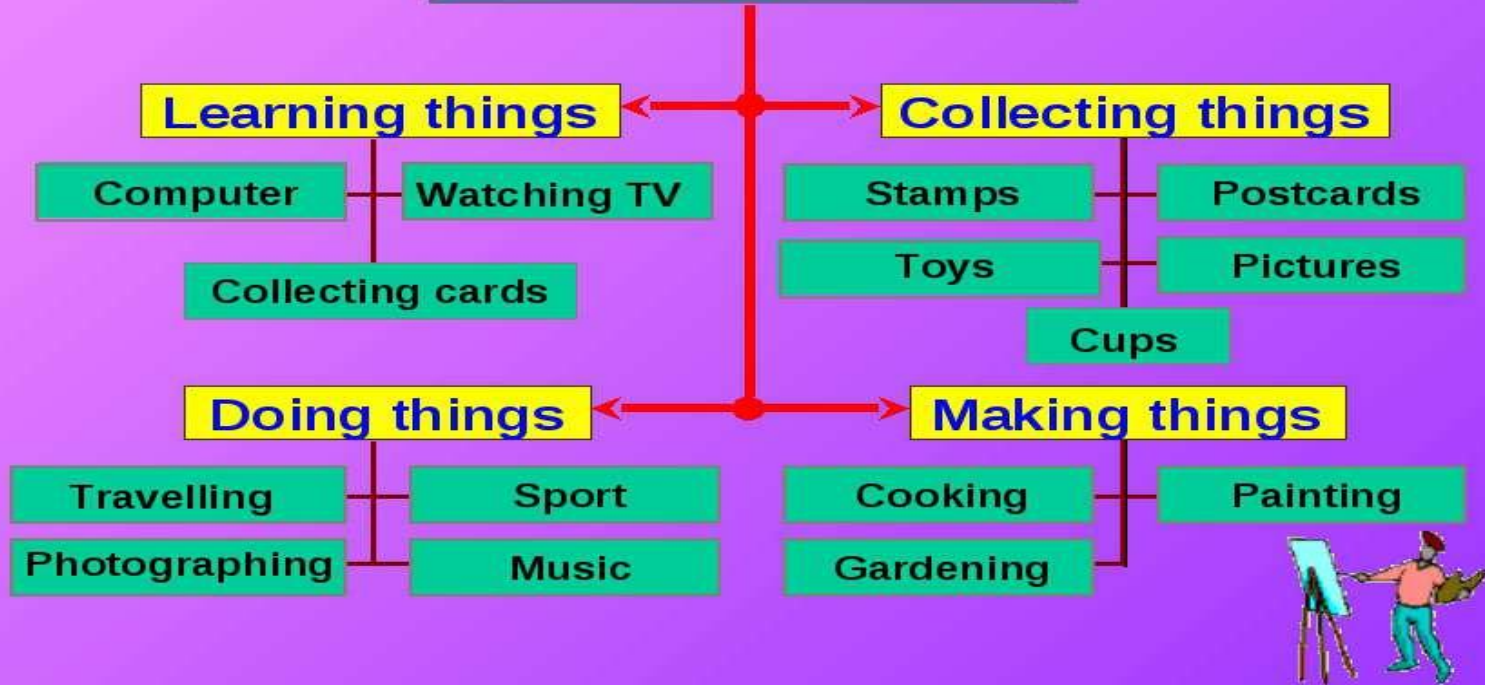 Learning things
Computer
Watching TV
Collecting cards
Collecting things
Stamps
Postcards
Toys
Pictures
Cups
Doing things
Travelling
Sport
Photographing
Music
Making things
Cooking
Painting
Gardening